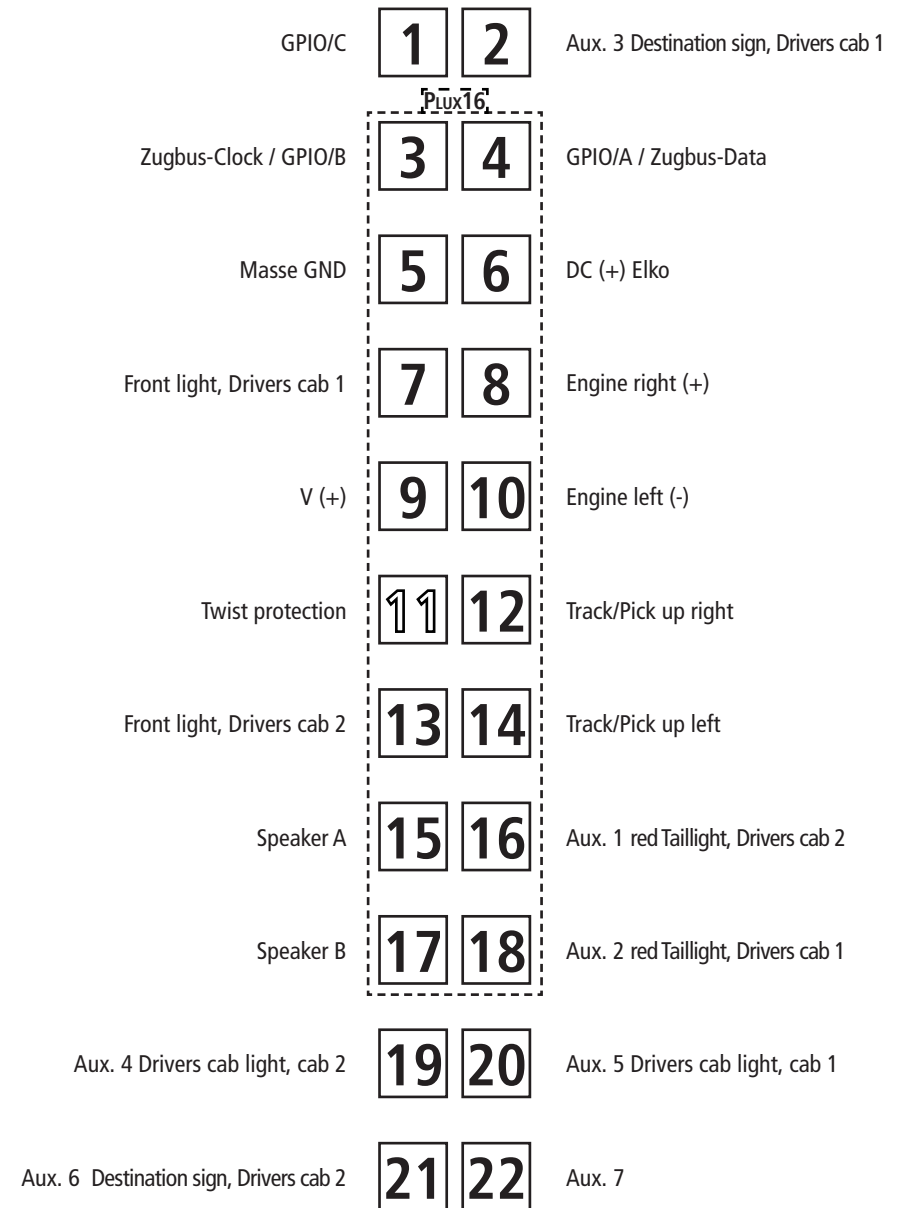 GPIO/C 1 2 Aux. 3 Destination sign, Drivers cab 1
PLUX16
Zugbus-Clock / GPIO/B 3 4 GPIO/A / Zugbus-Data
Masse GND 5 6 DC (+) Elko
Front light, Drivers cab 1 7 8 Engine right (+)
V (+) 9 10 Engine left (-)
Twist protection 11 12 Track/Pick up right
Front light, Drivers cab 2 13 14 Track/Pick up left
Speaker A 15 16 Aux. 1 red Taillight, Drivers cab 2
Speaker B 17 18 Aux. 2 red Taillight, Drivers cab 1
Aux. 4 Drivers cab light, cab 2 19 20 Aux. 5 Drivers cab light, cab 1
Aux. 6 Destination sign, Drivers cab 2 21 22 Aux. 7